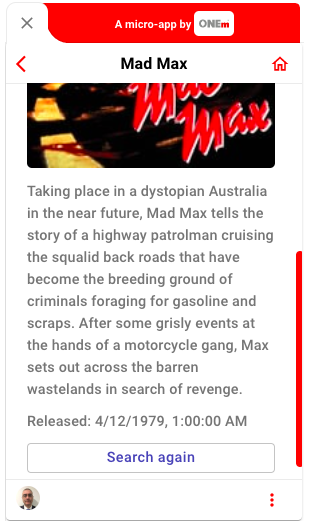 A micro-app by ONEm
Mad Max
Mad
Max
Taking place in a dystopian Australia
in the near future, Mad Max tells the
story of a highway patrolman cruising
the squalid back roads that have
become the breeding ground of
criminals foraging for gasoline and
scraps. After some grisly events at
the hands of a motorcycle gang, Max
sets out across the barren
wastelands in search of revenge.
Released: 4/12/1979, 1:00:00 AM
Search again